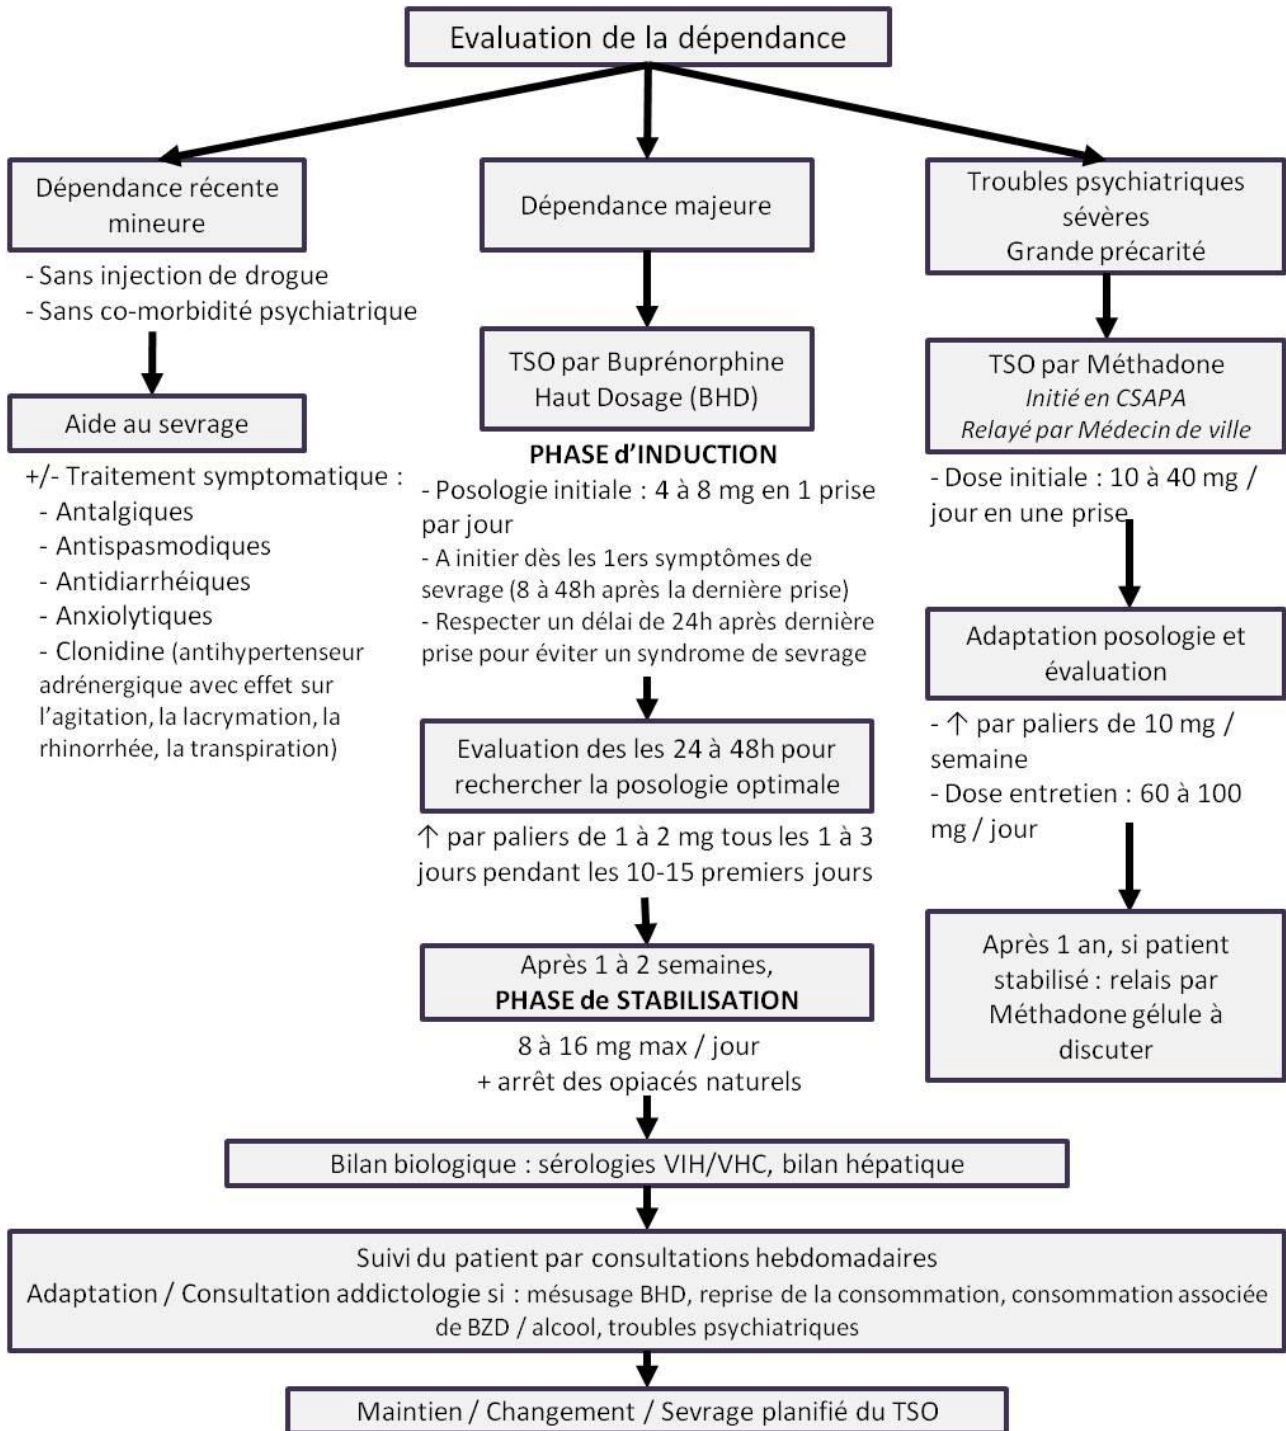 Evaluation de la dépendance
Dépendance récente
mineure
- Sans injection de drogue
- Sans co-morbidité psychiatrique
Aide au sevrage
+/- Traitement symptomatique :
- Antalgiques
- Antispasmodiques
- Antidiarrhéiques
- Anxiolytiques
- Clonidine (antihypertenseur
adrénergique avec effet sur
l'agitation, la lacrymation, la
rhinorrhée, la transpiration)
Dépendance majeure
TSO par Buprénorphine
Haut Dosage (BHD)
PHASE d'INDUCTION
- Posologie initiale : 4 à 8 mg en 1 prise
par jour
- A initier dès les 1ers symptômes de
sevrage (8 à 48h après la dernière prise)
- Respecter un délai de 24h après dernière
prise pour éviter un syndrome de sevrage
Evaluation des les 24 à 48h pour
rechercher la posologie optimale
↑ par paliers de 1 à 2 mg tous les 1 à 3
jours pendant les 10-15 premiers jours
Après 1 à 2 semaines,
PHASE de STABILISATION
8 à 16 mg max / jour
+ arrêt des opiacés naturels
Troubles psychiatriques
sévères
Grande précarité
TSO par Méthadone
Initié en CSAPA
Relayé par Médecin de ville
- Dose initiale : 10 à 40 mg /
jour en une prise
Adaptation posologie et
évaluation
- ↑ par paliers de 10 mg /
semaine
- Dose entretien : 60 à 100
mg / jour
Après 1 an, si patient
stabilisé : relais par
Méthadone gélule à
discuter
Bilan biologique : sérologies VIH/VHC, bilan hépatique
Suivi du patient par consultations hebdomadaires
Adaptation / Consultation addictologie si : mésusage BHD, reprise de la consommation, consommation associée
de BZD / alcool, troubles psychiatriques
Maintien / Changement / Sevrage planifié du TSO